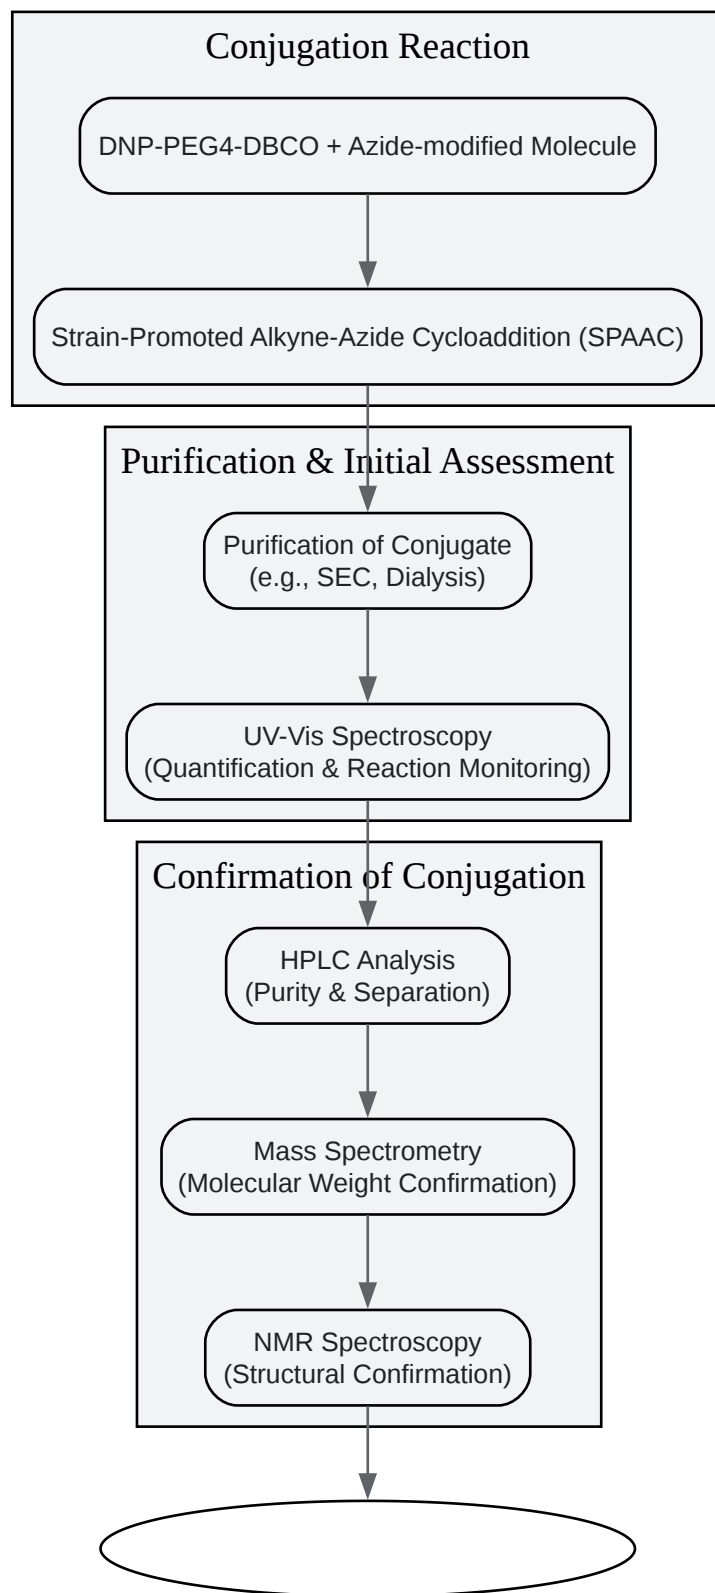 Conjugation Reaction
DNP-PEG4-DBCO + Azide-modified Molecule
Strain-Promoted Alkyne-Azide Cycloaddition (SPAAC)
Purification & Initial Assessment
Purification of Conjugate
(e.g., SEC, Dialysis)
UV-Vis Spectroscopy
(Quantification & Reaction Monitoring)
Confirmation of Conjugation
HPLC Analysis
(Purity & Separation)
Mass Spectrometry
(Molecular Weight Confirmation)
NMR Spectroscopy
(Structural Confirmation)